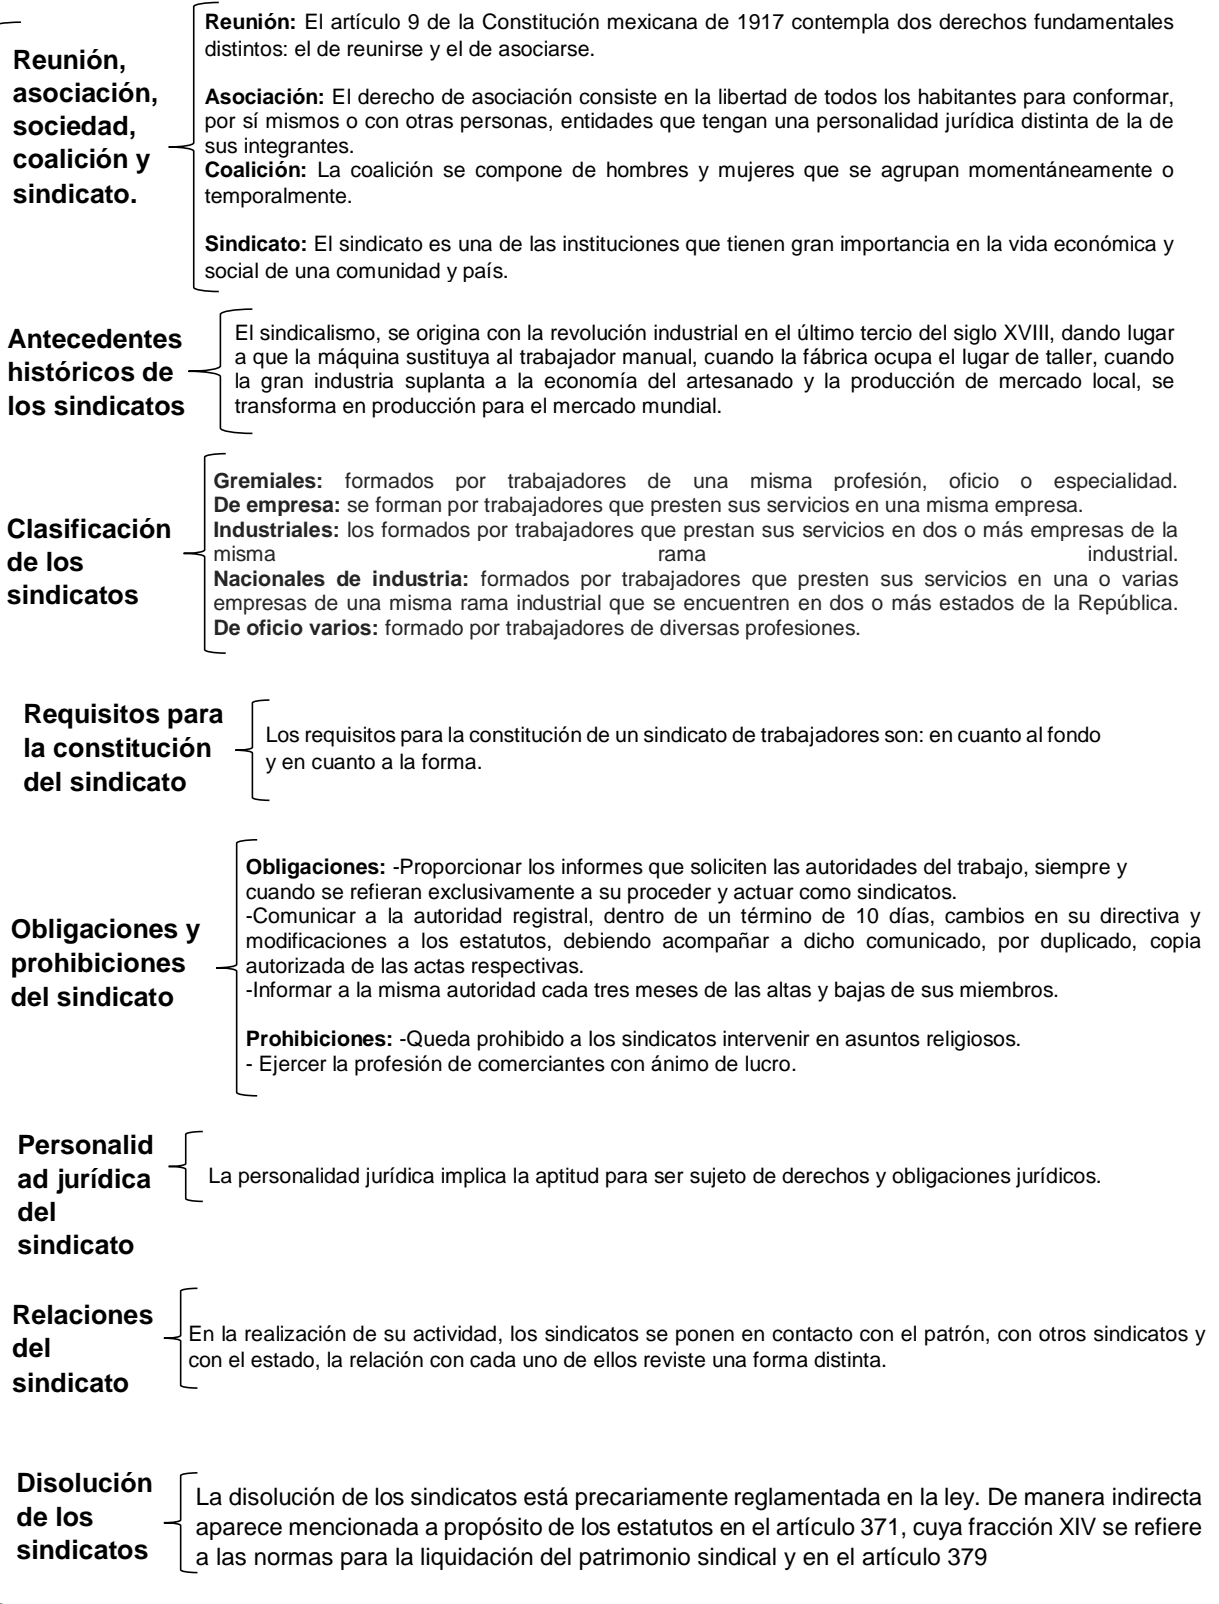 Reunión,
asociación,
sociedad,
coalición y
sindicato.
Reunión: El artículo 9 de la Constitución mexicana de 1917 contempla dos derechos fundamentales
distintos: el de reunirse y el de asociarse.
Asociación: El derecho de asociación consiste en la libertad de todos los habitantes para conformar,
por sí mismos o con otras personas, entidades que tengan una personalidad jurídica distinta de la de
sus integrantes.
Coalición: La coalición se compone de hombres y mujeres que se agrupan momentáneamente o
temporalmente.
Sindicato: El sindicato es una de las instituciones que tienen gran importancia en la vida económica y
social de una comunidad y país.
Antecedentes
históricos de
los sindicatos
El sindicalismo, se origina con la revolución industrial en el último tercio del siglo XVIII, dando lugar
a que la máquina sustituya al trabajador manual, cuando la fábrica ocupa el lugar de taller, cuando
la gran industria suplanta a la economía del artesanado y la producción de mercado local, se
transforma en producción para el mercado mundial.
Clasificación
de los
sindicatos
Gremiales: formados por trabajadores de una misma profesión, oficio o especialidad.
De empresa: se forman por trabajadores que presten sus servicios en una misma empresa.
Industriales: los formados por trabajadores que prestan sus servicios en dos o más empresas de la
misma rama industrial.
Nacionales de industria: formados por trabajadores que presten sus servicios en una o varias
empresas de una misma rama industrial que se encuentren en dos o más estados de la República.
De oficio varios: formado por trabajadores de diversas profesiones.
Requisitos para
la constitución
del sindicato
Los requisitos para la constitución de un sindicato de trabajadores son: en cuanto al fondo
y en cuanto a la forma.
Obligaciones y
prohibiciones
del sindicato
Obligaciones: -Proporcionar los informes que soliciten las autoridades del trabajo, siempre y
cuando se refieran exclusivamente a su proceder y actuar como sindicatos.
-Comunicar a la autoridad registral, dentro de un término de 10 días, cambios en su directiva y
modificaciones a los estatutos, debiendo acompañar a dicho comunicado, por duplicado, copia
autorizada de las actas respectivas.
-Informar a la misma autoridad cada tres meses de las altas y bajas de sus miembros.
Prohibiciones: -Queda prohibido a los sindicatos intervenir en asuntos religiosos.
- Ejercer la profesión de comerciantes con ánimo de lucro.
Personalid
ad jurídica
del
sindicato
La personalidad jurídica implica la aptitud para ser sujeto de derechos y obligaciones jurídicos.
Relaciones
del
sindicato
En la realización de su actividad, los sindicatos se ponen en contacto con el patrón, con otros sindicatos y
con el estado, la relación con cada uno de ellos reviste una forma distinta.
Disolución
de los
sindicatos
La disolución de los sindicatos está precariamente reglamentada en la ley. De manera indirecta
aparece mencionada a propósito de los estatutos en el artículo 371, cuya fracción XIV se refiere
a las normas para la liquidación del patrimonio sindical y en el artículo 379